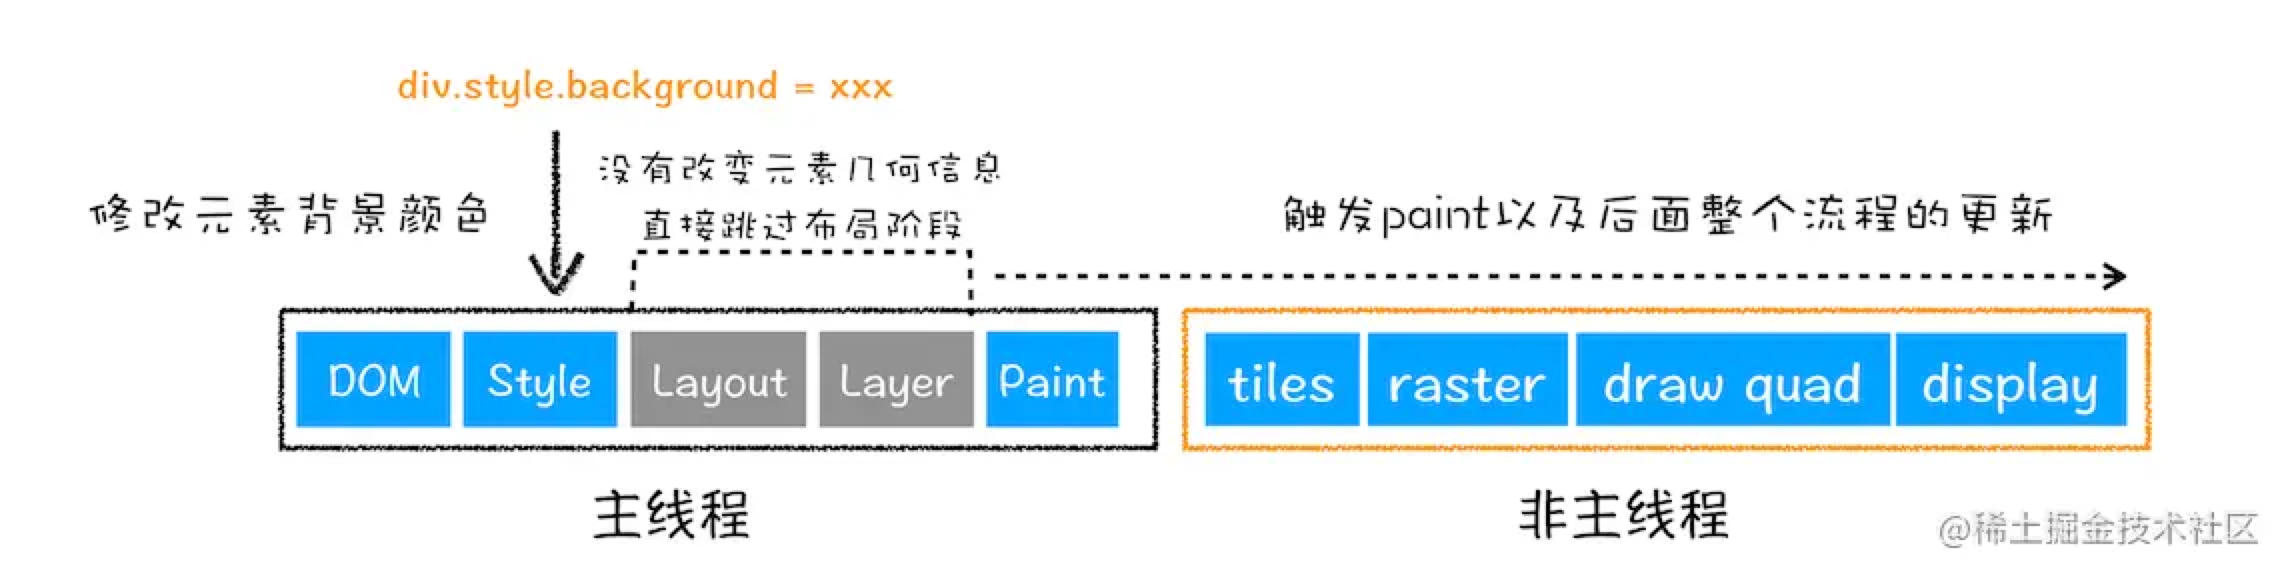 div.style.background = xxx
没有改变元素几何信息
修改元素背景颜色
直接跳过布局阶段
触发paint以及后面整个流程的更新
DOM
Style
Layout
Layer
Paint
tiles
raster
draw quad
display
主线程
非主线程
@稀土掘金技术社区